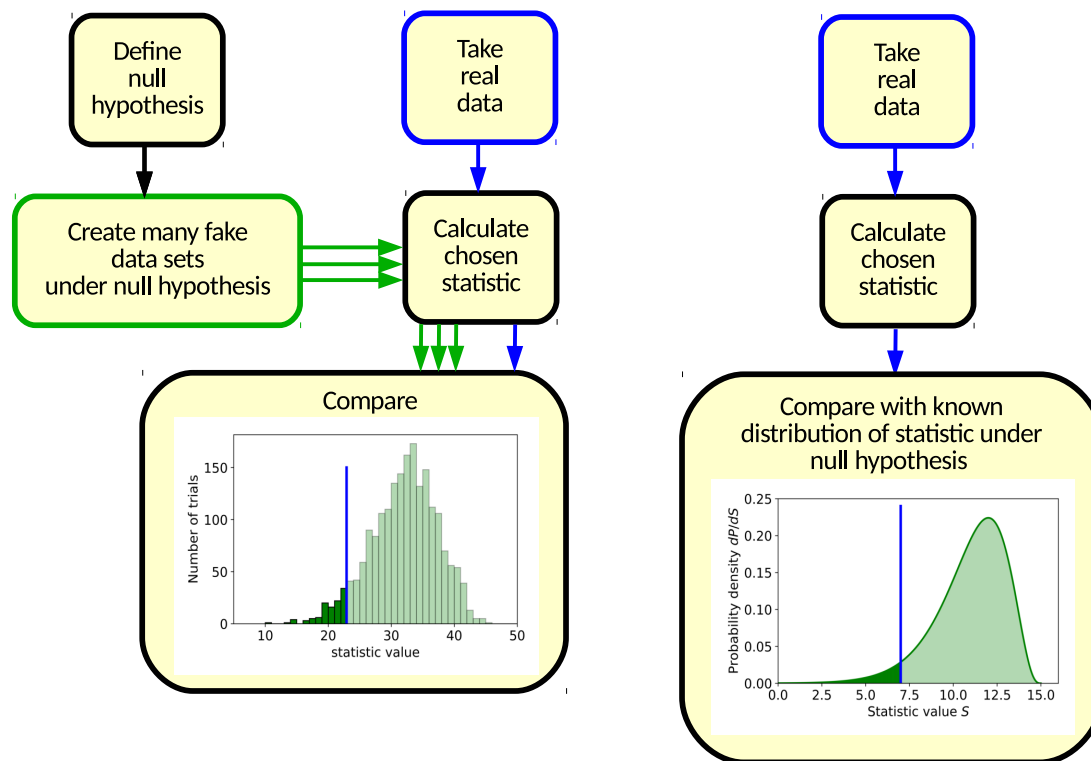 Define
null
hypothesis
Take
real
data
Create many fake
data sets
under null hypothesis
Calculate
chosen
statistic
Compare
Number of trials
150
100
50
0
10
20
30
40
50
statistic value
Take
real
data
Calculate
chosen
statistic
Compare with known
distribution of statistic under
null hypothesis
Probability density dP/dS
0.25
0.20
0.15
0.10
0.05
0.00
0.0
2.5
5.0
7.5
10.0
12.5
15.0
Statistic value S